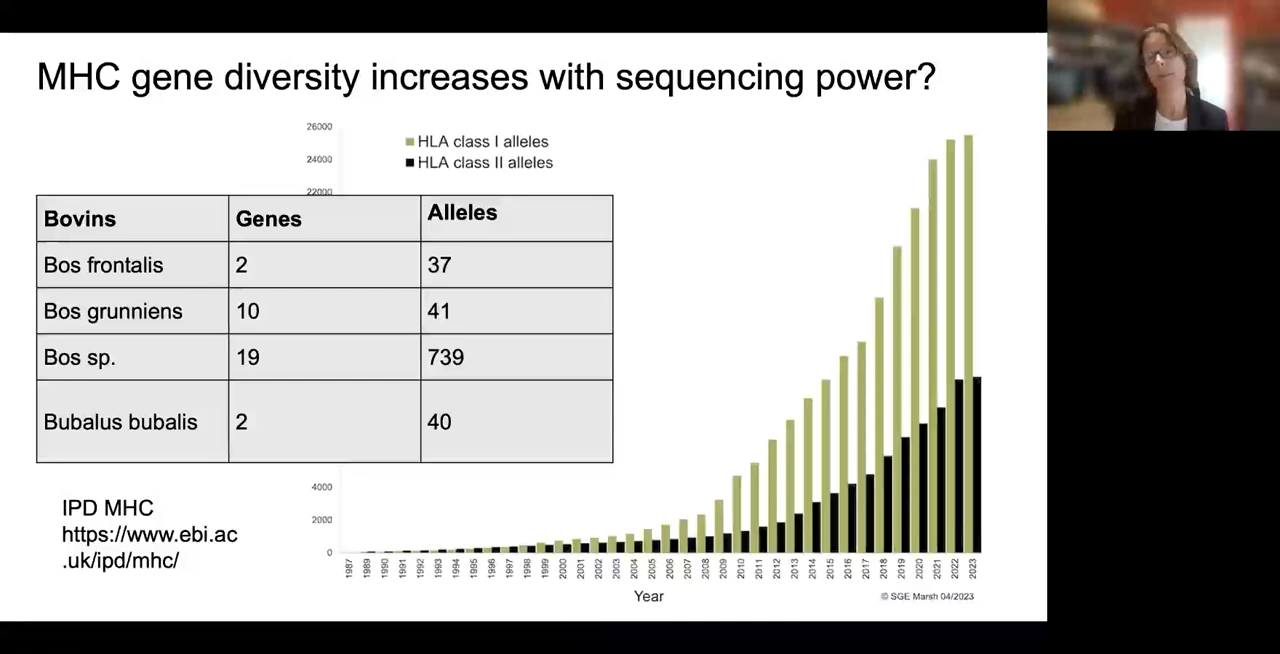 MHC gene diversity increases with sequencing power?
26000
24000
22000
HLA class I alleles
HLA class II alleles
Bovins Genes Alleles
Bos frontalis 2 37
Bos grunniens 10 41
Bos sp. 19 739
Bubalus bubalis 2 40
4000
2000
0
IPD MHC
https://www.ebi.ac
.uk/ipd/mhc/
1987 1989 1990 1991 1992 1993 1994 1995 1996 1997 1998 1999 2000 2001 2002 2003 2004 2005 2006 2007 2008 2009 2010 2011 2012 2013 2014 2015 2016 2017 2018 2019 2020 2021 2022 2023
Year
© SGE Marsh 04/2023